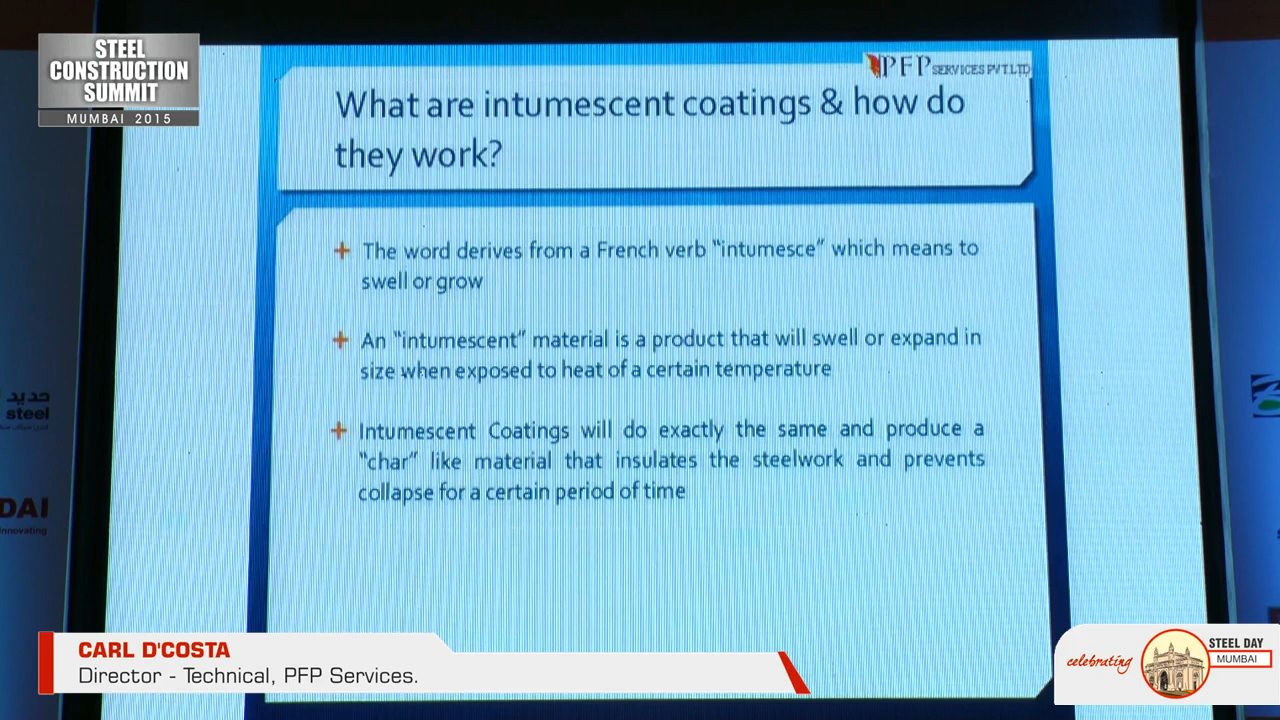 STEEL
CONSTRUCTION
SUMMIT
MUMBAI 2015
PFP SERVICES PVT LTD
What are intumescent coatings & how do
they work?
+ The word derives from a French verb “intumesce” which means to
swell or grow
+ An “intumescent” material is a product that will swell or expand in
size when exposed to heat of a certain temperature
+ Intumescent Coatings will do exactly the same and produce a
“char” like material that insulates the steelwork and prevents
collapse for a certain period of time
حديد
steel
DAI
innovating
CARL D'COSTA
Director - Technical, PFP Services.
celebrating
STEEL DAY
MUMBAI